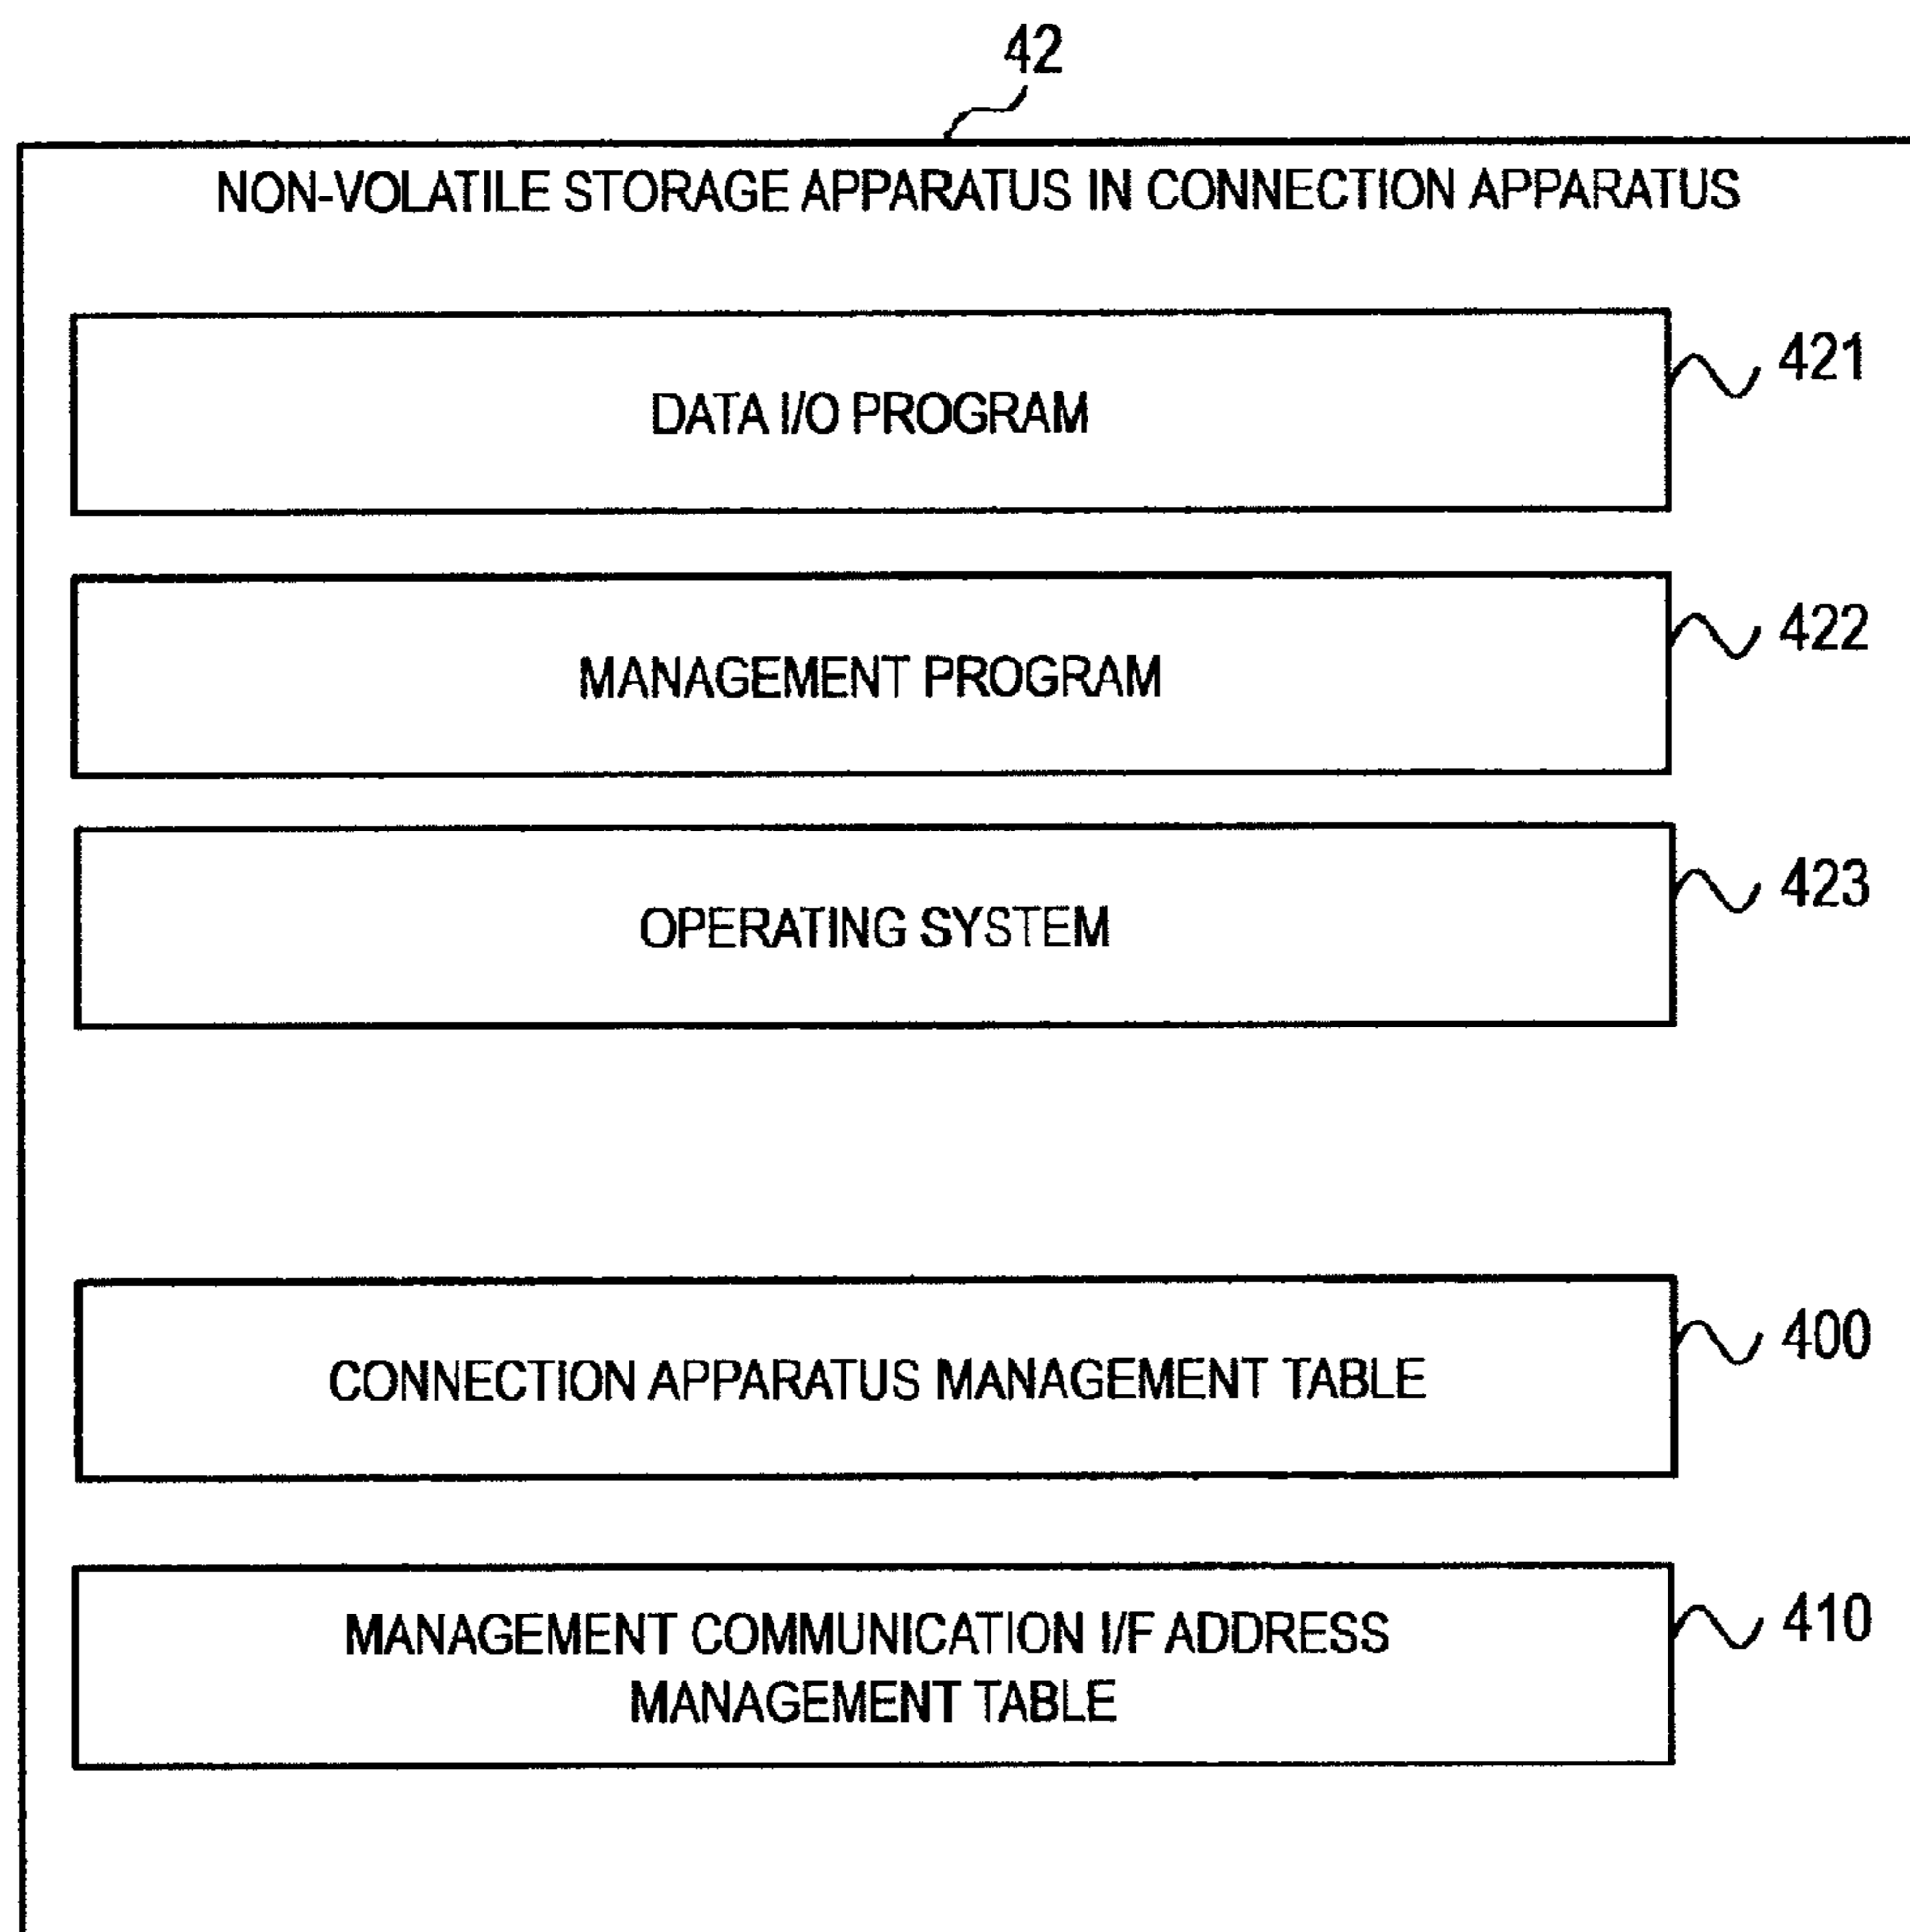 42
NON-VOLATILE STORAGE APPARATUS IN CONNECTION APPARATUS
DATA I/O PROGRAM
421
MANAGEMENT PROGRAM
422
OPERATING SYSTEM
423
CONNECTION APPARATUS MANAGEMENT TABLE
400
MANAGEMENT COMMUNICATION I/F ADDRESS
MANAGEMENT TABLE
410